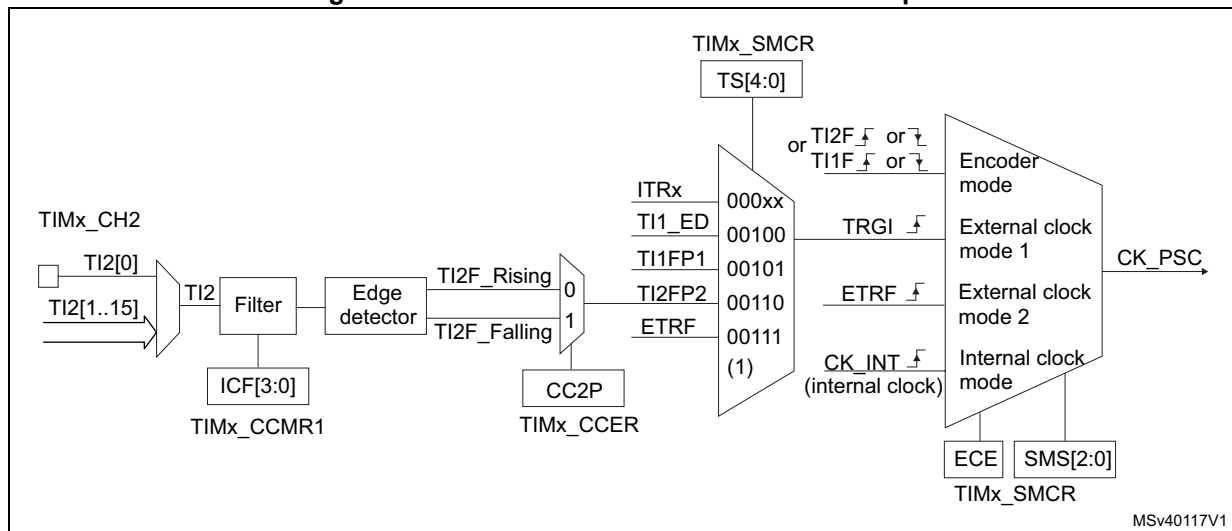 TIMx_SMCR
TS[4:0]
or TI2F or
TI1F or
Encoder
mode
ITRx
000xx
TIMx_CH2
TI1_ED
00100
TRGI
External clock
mode 1
CK_PSC
TI2[0]
TI1FP1
00101
TI2F_Rising
0
TI2
Filter
Edge
detector
TI2FP2
00110
ETRF
External clock
mode 2
TI2[1..15]
TI2F_Falling
1
ETRF
00111
(1)
CK_INT
(internal clock)
Internal clock
mode
ICF[3:0]
TIMx_CCMR1
CC2P
TIMx_CCER
ECE
SMS[2:0]
TIMx_SMCR
MSv40117V1